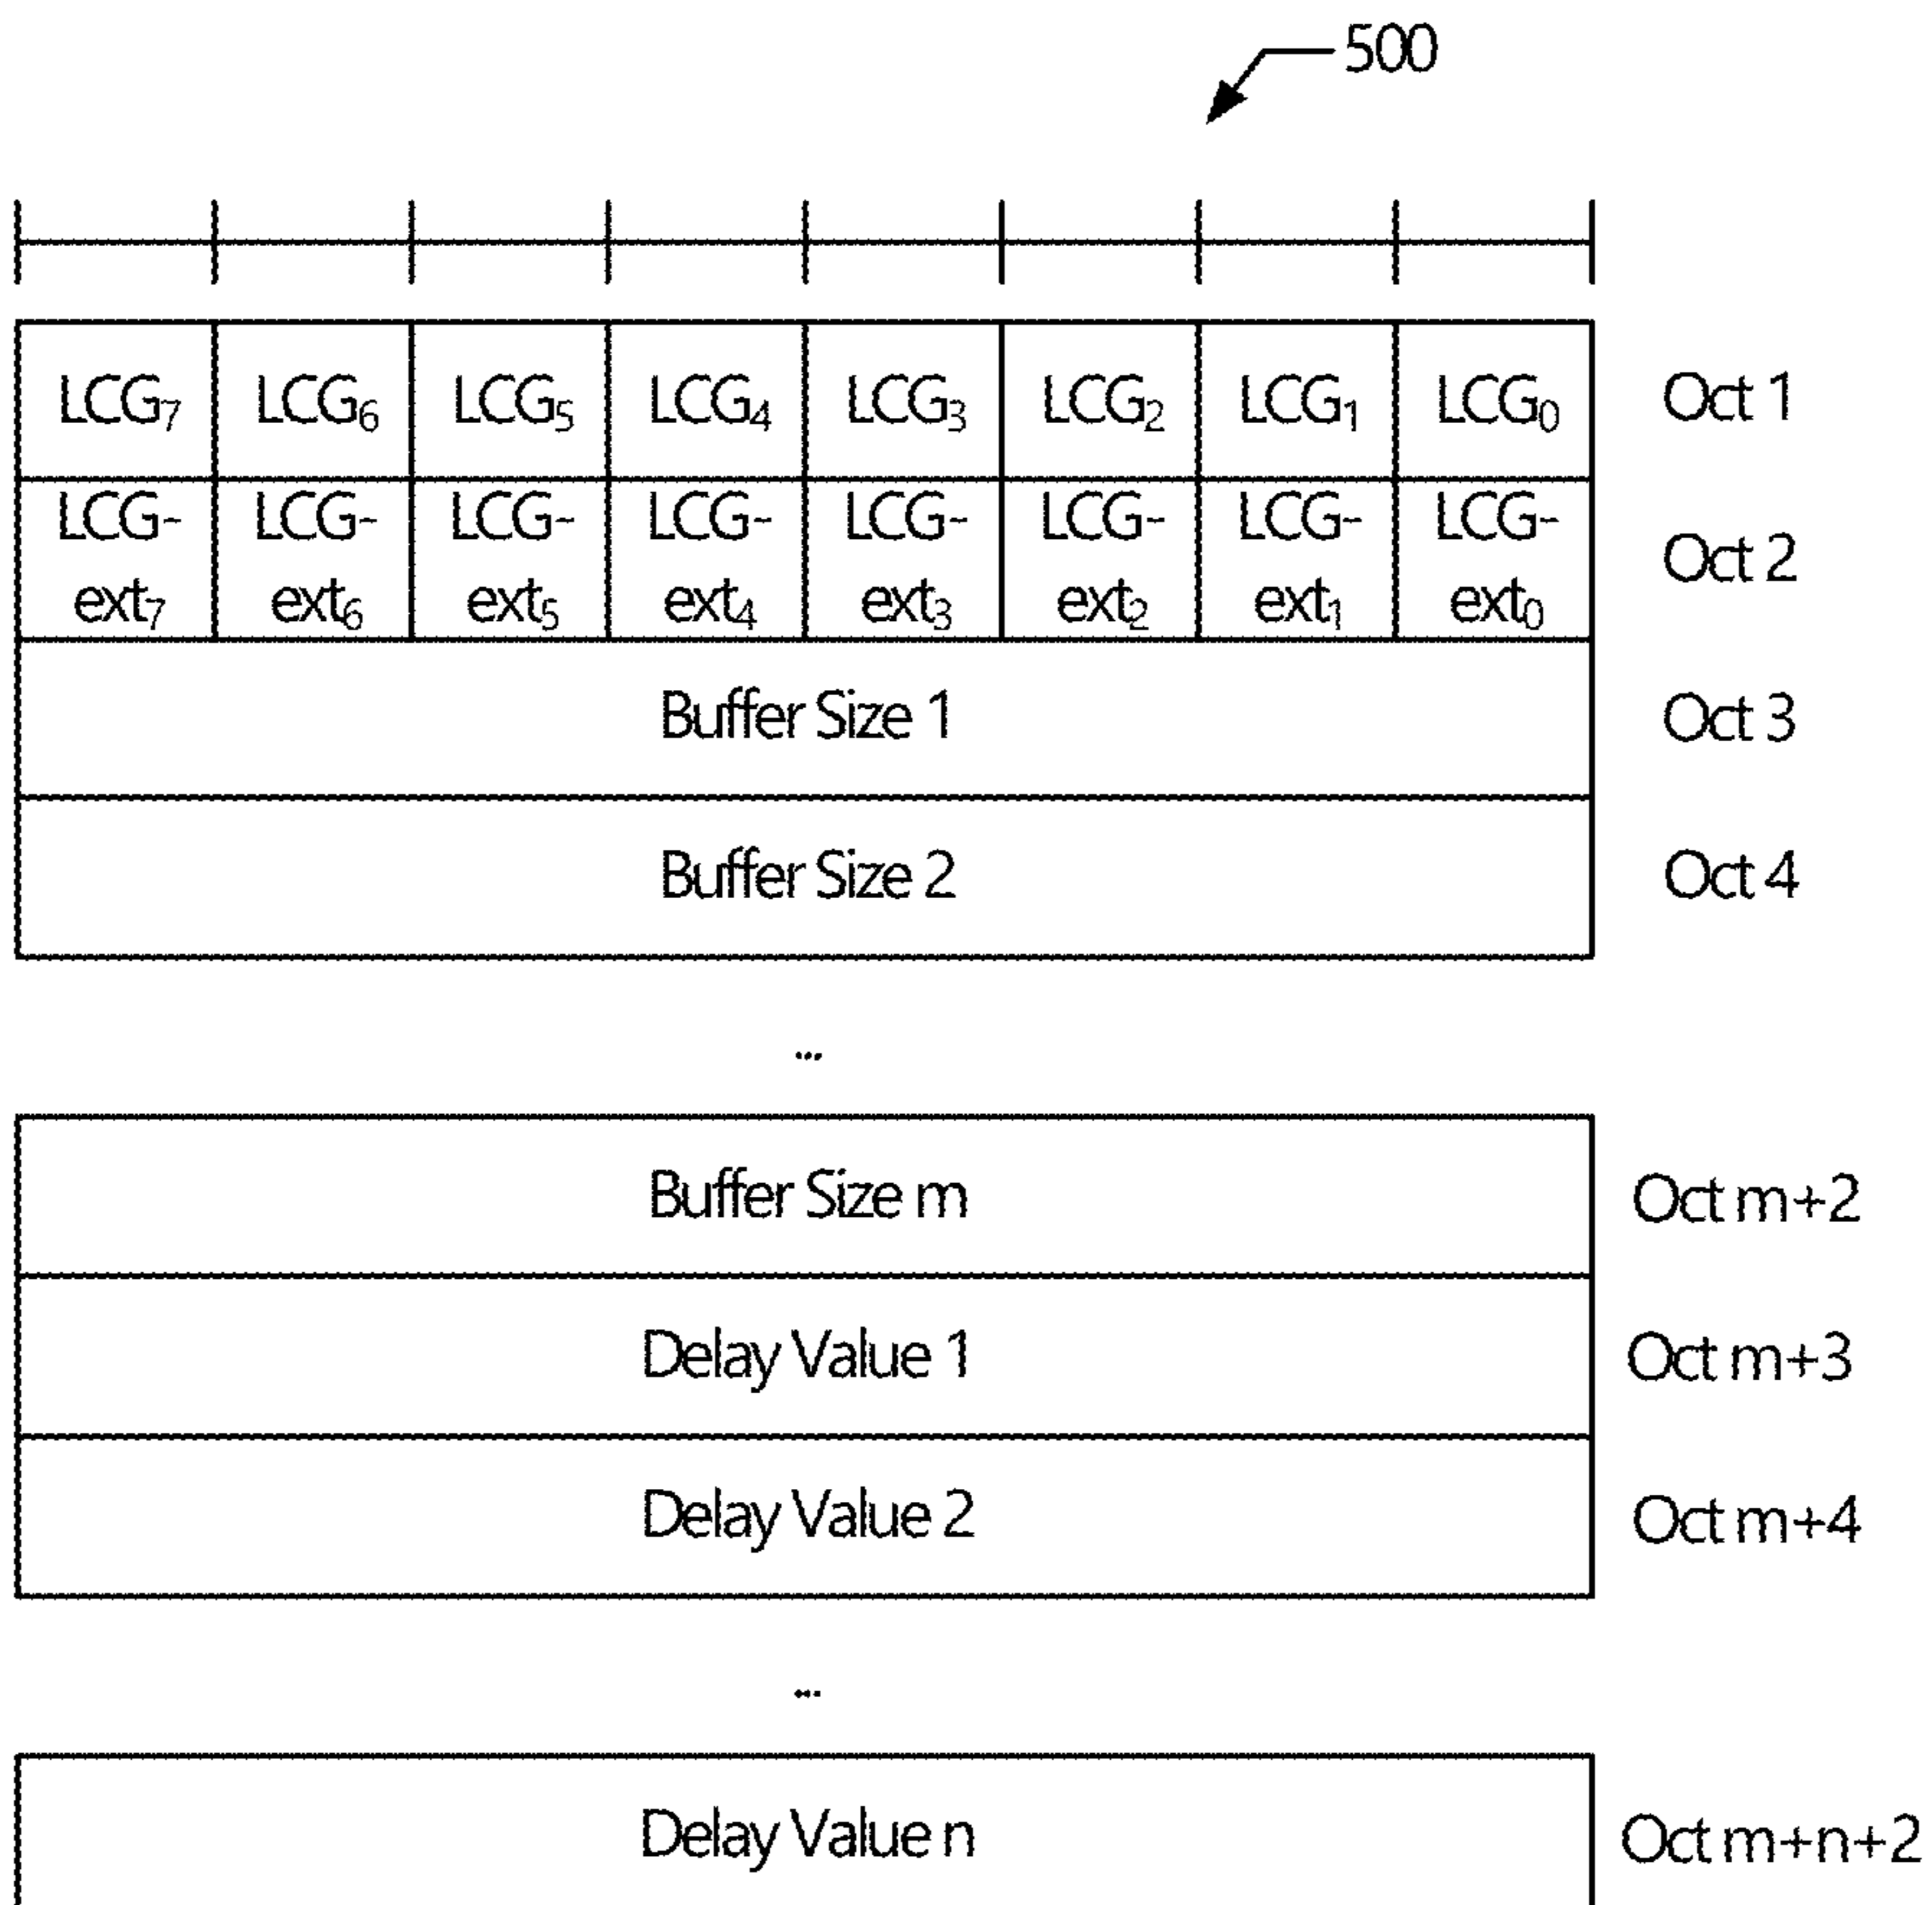 500
LCG₇ LCG₆ LCG₅ LCG₄ LCG₃ LCG₂ LCG₁ LCG₀ Oct 1
LCG- LCG- LCG- LCG- LCG- LCG- LCG- LCG-
ext₇ ext₆ ext₅ ext₄ ext₃ ext₂ ext₁ ext₀ Oct 2
Buffer Size 1 Oct 3
Buffer Size 2 Oct 4
...
Buffer Size m Oct m+2
Delay Value 1 Oct m+3
Delay Value 2 Oct m+4
...
Delay Value n Oct m+n+2